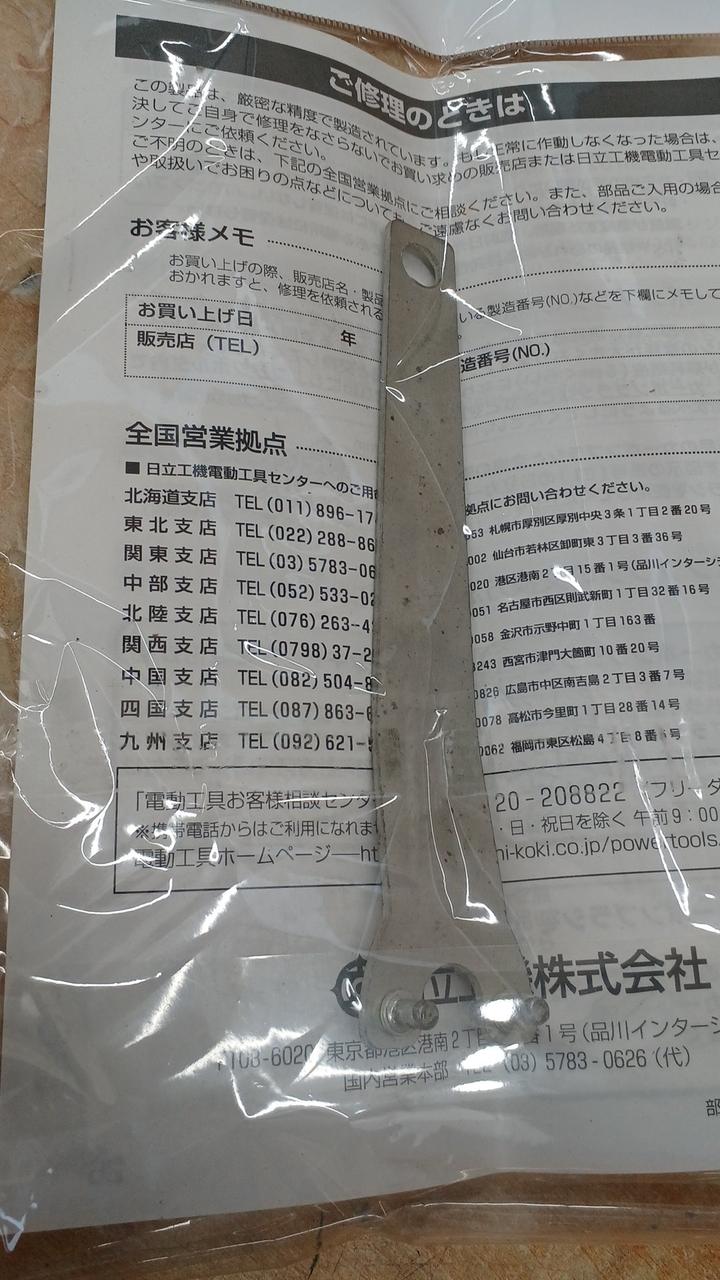 ご修理のときは
この製品は、厳密な精度で製造されています。もし正常に作動しなくなった場合は、
決してご自身で修理をなさらないでお買い求めの販売店または日立工機電動工具セ
ンターにご依頼ください。
ご不明のときは、下記の全国営業拠点にご相談ください。また、部品ご入用の場合
や取扱いでお困りの点などについても、ご遠慮なくお問い合わせください。
お客様メモ
お買い上げの際、販売店名・製品 いる製造番号(NO.)などを下欄にメモして
おかれますと、修理を依頼される 。
お買い上げ日 年 造番号(NO.)
販売店（TEL）
全国営業拠点
■ 日立工機電動工具センターへのご用命 拠点にお問い合わせください。
北海道支店 TEL (011) 896-17 札幌市厚別区厚別中央3条1丁目2番20号
東北支店 TEL (022) 288-86 002 仙台市若林区卸町東3丁目3番36号
関東支店 TEL (03) 5783-06 020 港区港南2丁目15番1号(品川インターシ
中部支店 TEL (052) 533-02 051 名古屋市西区則武新町1丁目32番16号
北陸支店 TEL (076) 263-4 058 金沢市示野中町1丁目163番
関西支店 TEL (0798) 37-2 243 西宮市津門大箇町10番20号
中国支店 TEL (082) 504-8 0826 広島市中区南吉島2丁目3番7号
四国支店 TEL (087) 863-6 0078 高松市今里町1丁目28番14号
九州支店 TEL (092) 621- 0062 福岡市東区松島4丁目8番5号
「電動工具お客様相談センタ 20-208822（フリーダ
※携帯電話からはご利用になれま ・日・祝日を除く 午前9：00
電動工具ホームページ―ht hi-koki.co.jp/powertools
立工機株式会社
〒108-6020 東京都港区港南2丁目 番1号(品川インターシ
国内営業本部 TEL (03) 5783-0626 (代)
部